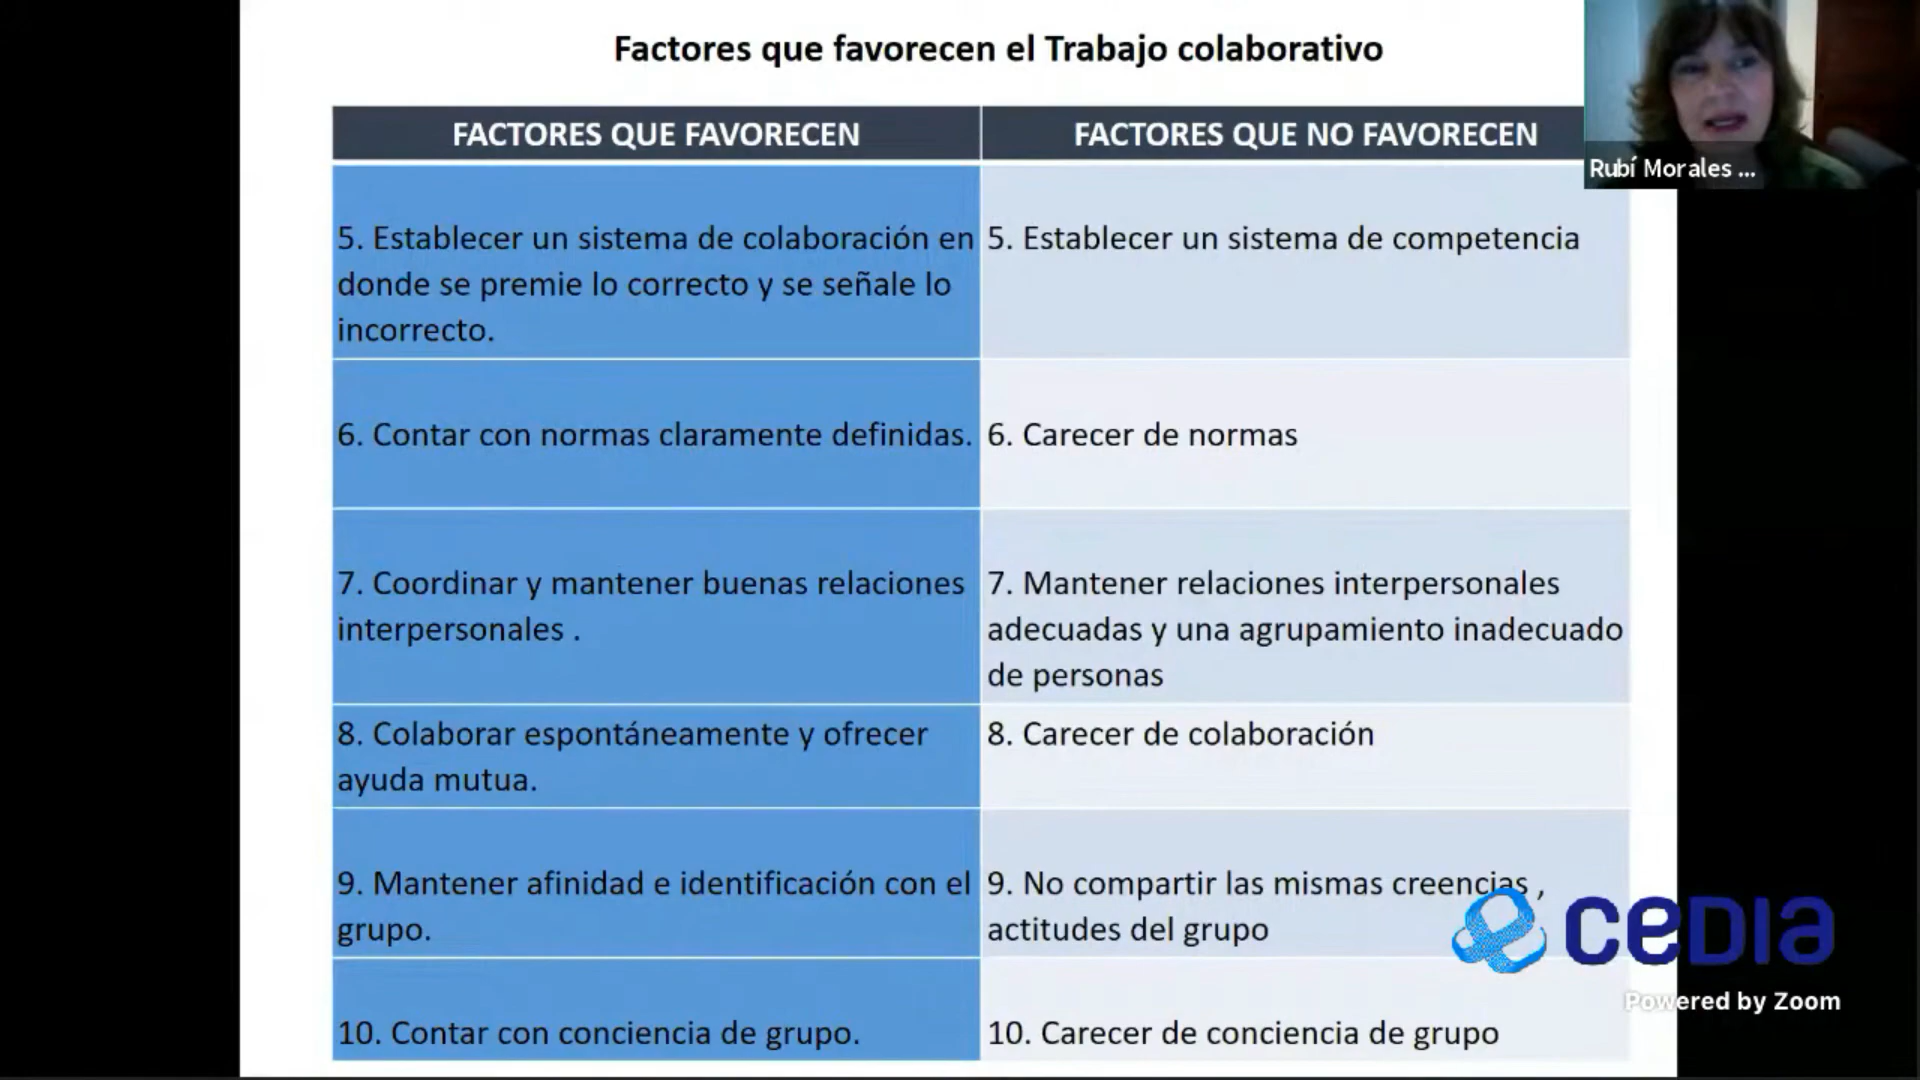 Factores que favorecen el Trabajo colaborativo
FACTORES QUE FAVORECEN
FACTORES QUE NO FAVORECEN
Rubí Morales ...
5. Establecer un sistema de colaboración en
donde se premie lo correcto y se señale lo
incorrecto.
5. Establecer un sistema de competencia
6. Contar con normas claramente definidas.
6. Carecer de normas
7. Coordinar y mantener buenas relaciones
interpersonales .
7. Mantener relaciones interpersonales
adecuadas y una agrupamiento inadecuado
de personas
8. Colaborar espontáneamente y ofrecer
ayuda mutua.
8. Carecer de colaboración
9. Mantener afinidad e identificación con el
grupo.
9. No compartir las mismas creencias ,
actitudes del grupo
10. Contar con conciencia de grupo.
10. Carecer de conciencia de grupo
ceDIa
Powered by Zoom